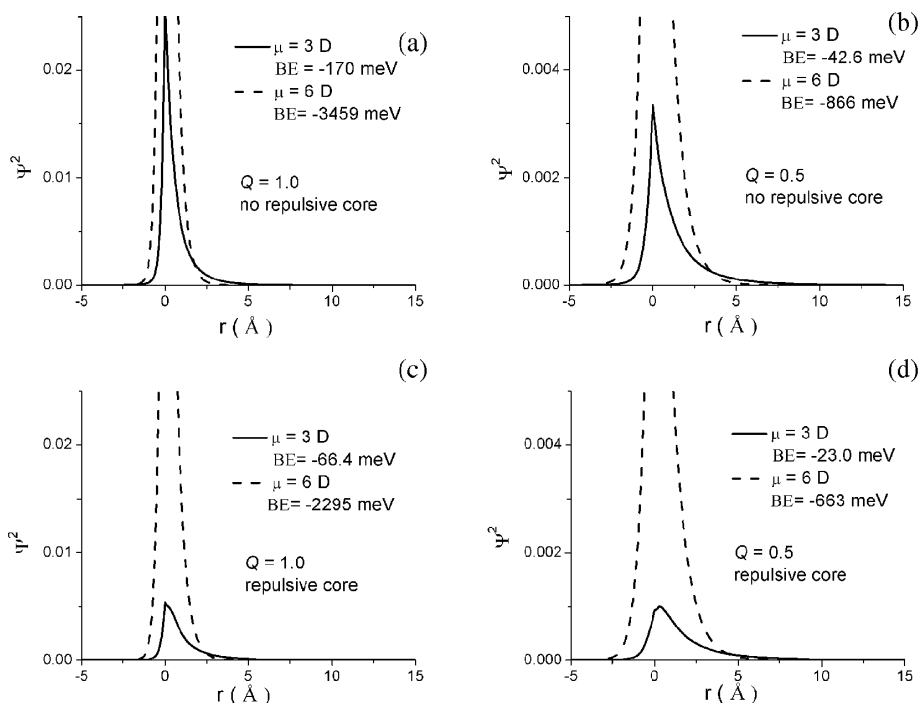 (a)
0.02
0.01
0.00
Ψ²
μ = 3 D
BE = -170 meV
μ = 6 D
BE= -3459 meV
Q = 1.0
no repulsive core
-5 0 5 10 15
r ( Å )
(b)
0.004
0.002
0.000
Ψ²
μ = 3 D
BE= -42.6 meV
μ = 6 D
BE= -866 meV
Q = 0.5
no repulsive core
-5 0 5 10 15
r ( Å )
(c)
0.02
0.01
0.00
Ψ²
μ = 3 D
BE= -66.4 meV
μ = 6 D
BE= -2295 meV
Q = 1.0
repulsive core
-5 0 5 10 15
r ( Å )
(d)
0.004
0.002
0.000
Ψ²
μ = 3 D
BE= -23.0 meV
μ = 6 D
BE= -663 meV
Q = 0.5
repulsive core
-5 0 5 10 15
r ( Å )